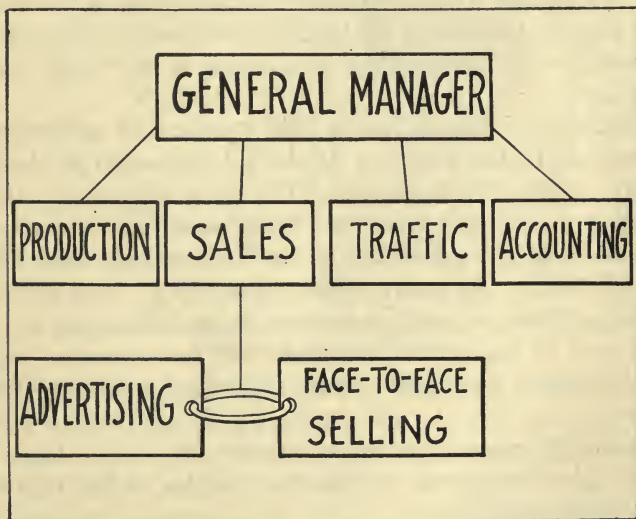 GENERAL MANAGER
PRODUCTION
SALES
TRAFFIC
ACCOUNTING
ADVERTISING
FACE-TO-FACE
SELLING